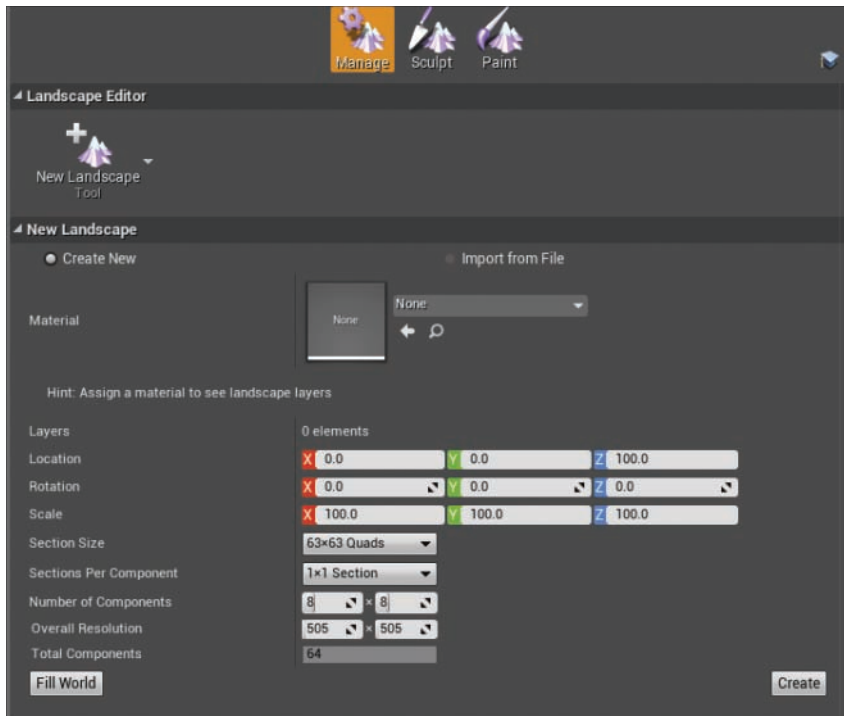 Manage Sculpt Paint
Landscape Editor
New Landscape
Tool
New Landscape
Create New Import from File
Material None None
Hint: Assign a material to see landscape layers
Layers 0 elements
Location X 0.0 Y 0.0 Z 100.0
Rotation X 0.0 Y 0.0 Z 0.0
Scale X 100.0 Y 100.0 Z 100.0
Section Size 63×63 Quads
Sections Per Component 1×1 Section
Number of Components 8 × 8
Overall Resolution 505 × 505
Total Components 64
Fill World Create